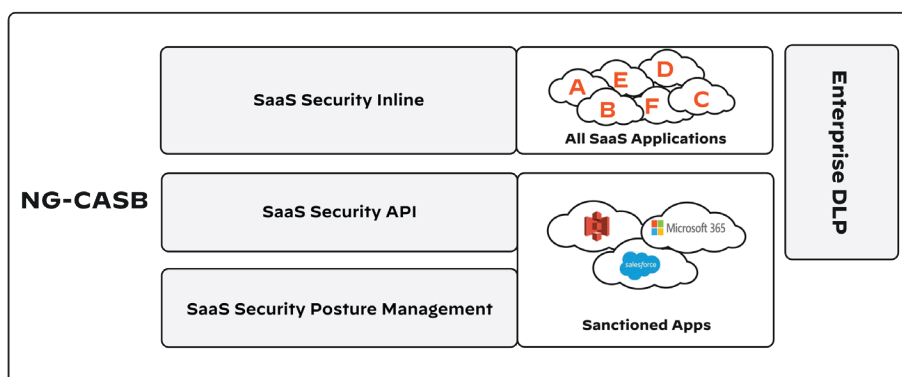 NG-CASB
SaaS Security Inline
A
E
D
B
F
C
All SaaS Applications
SaaS Security API
SaaS Security Posture Management
Microsoft 365
salesforce
Sanctioned Apps
Enterprise DLP